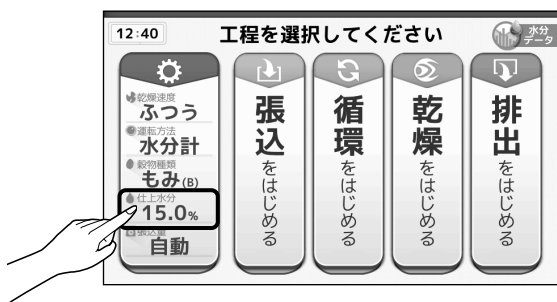 12:40
工程を選択してください
水分
データ
乾燥速度
ふつう
運転方法
水分計
穀物種類
もみ(B)
仕上水分
15.0%
張込量
自動
張込をはじめる
循環をはじめる
乾燥をはじめる
排出をはじめる